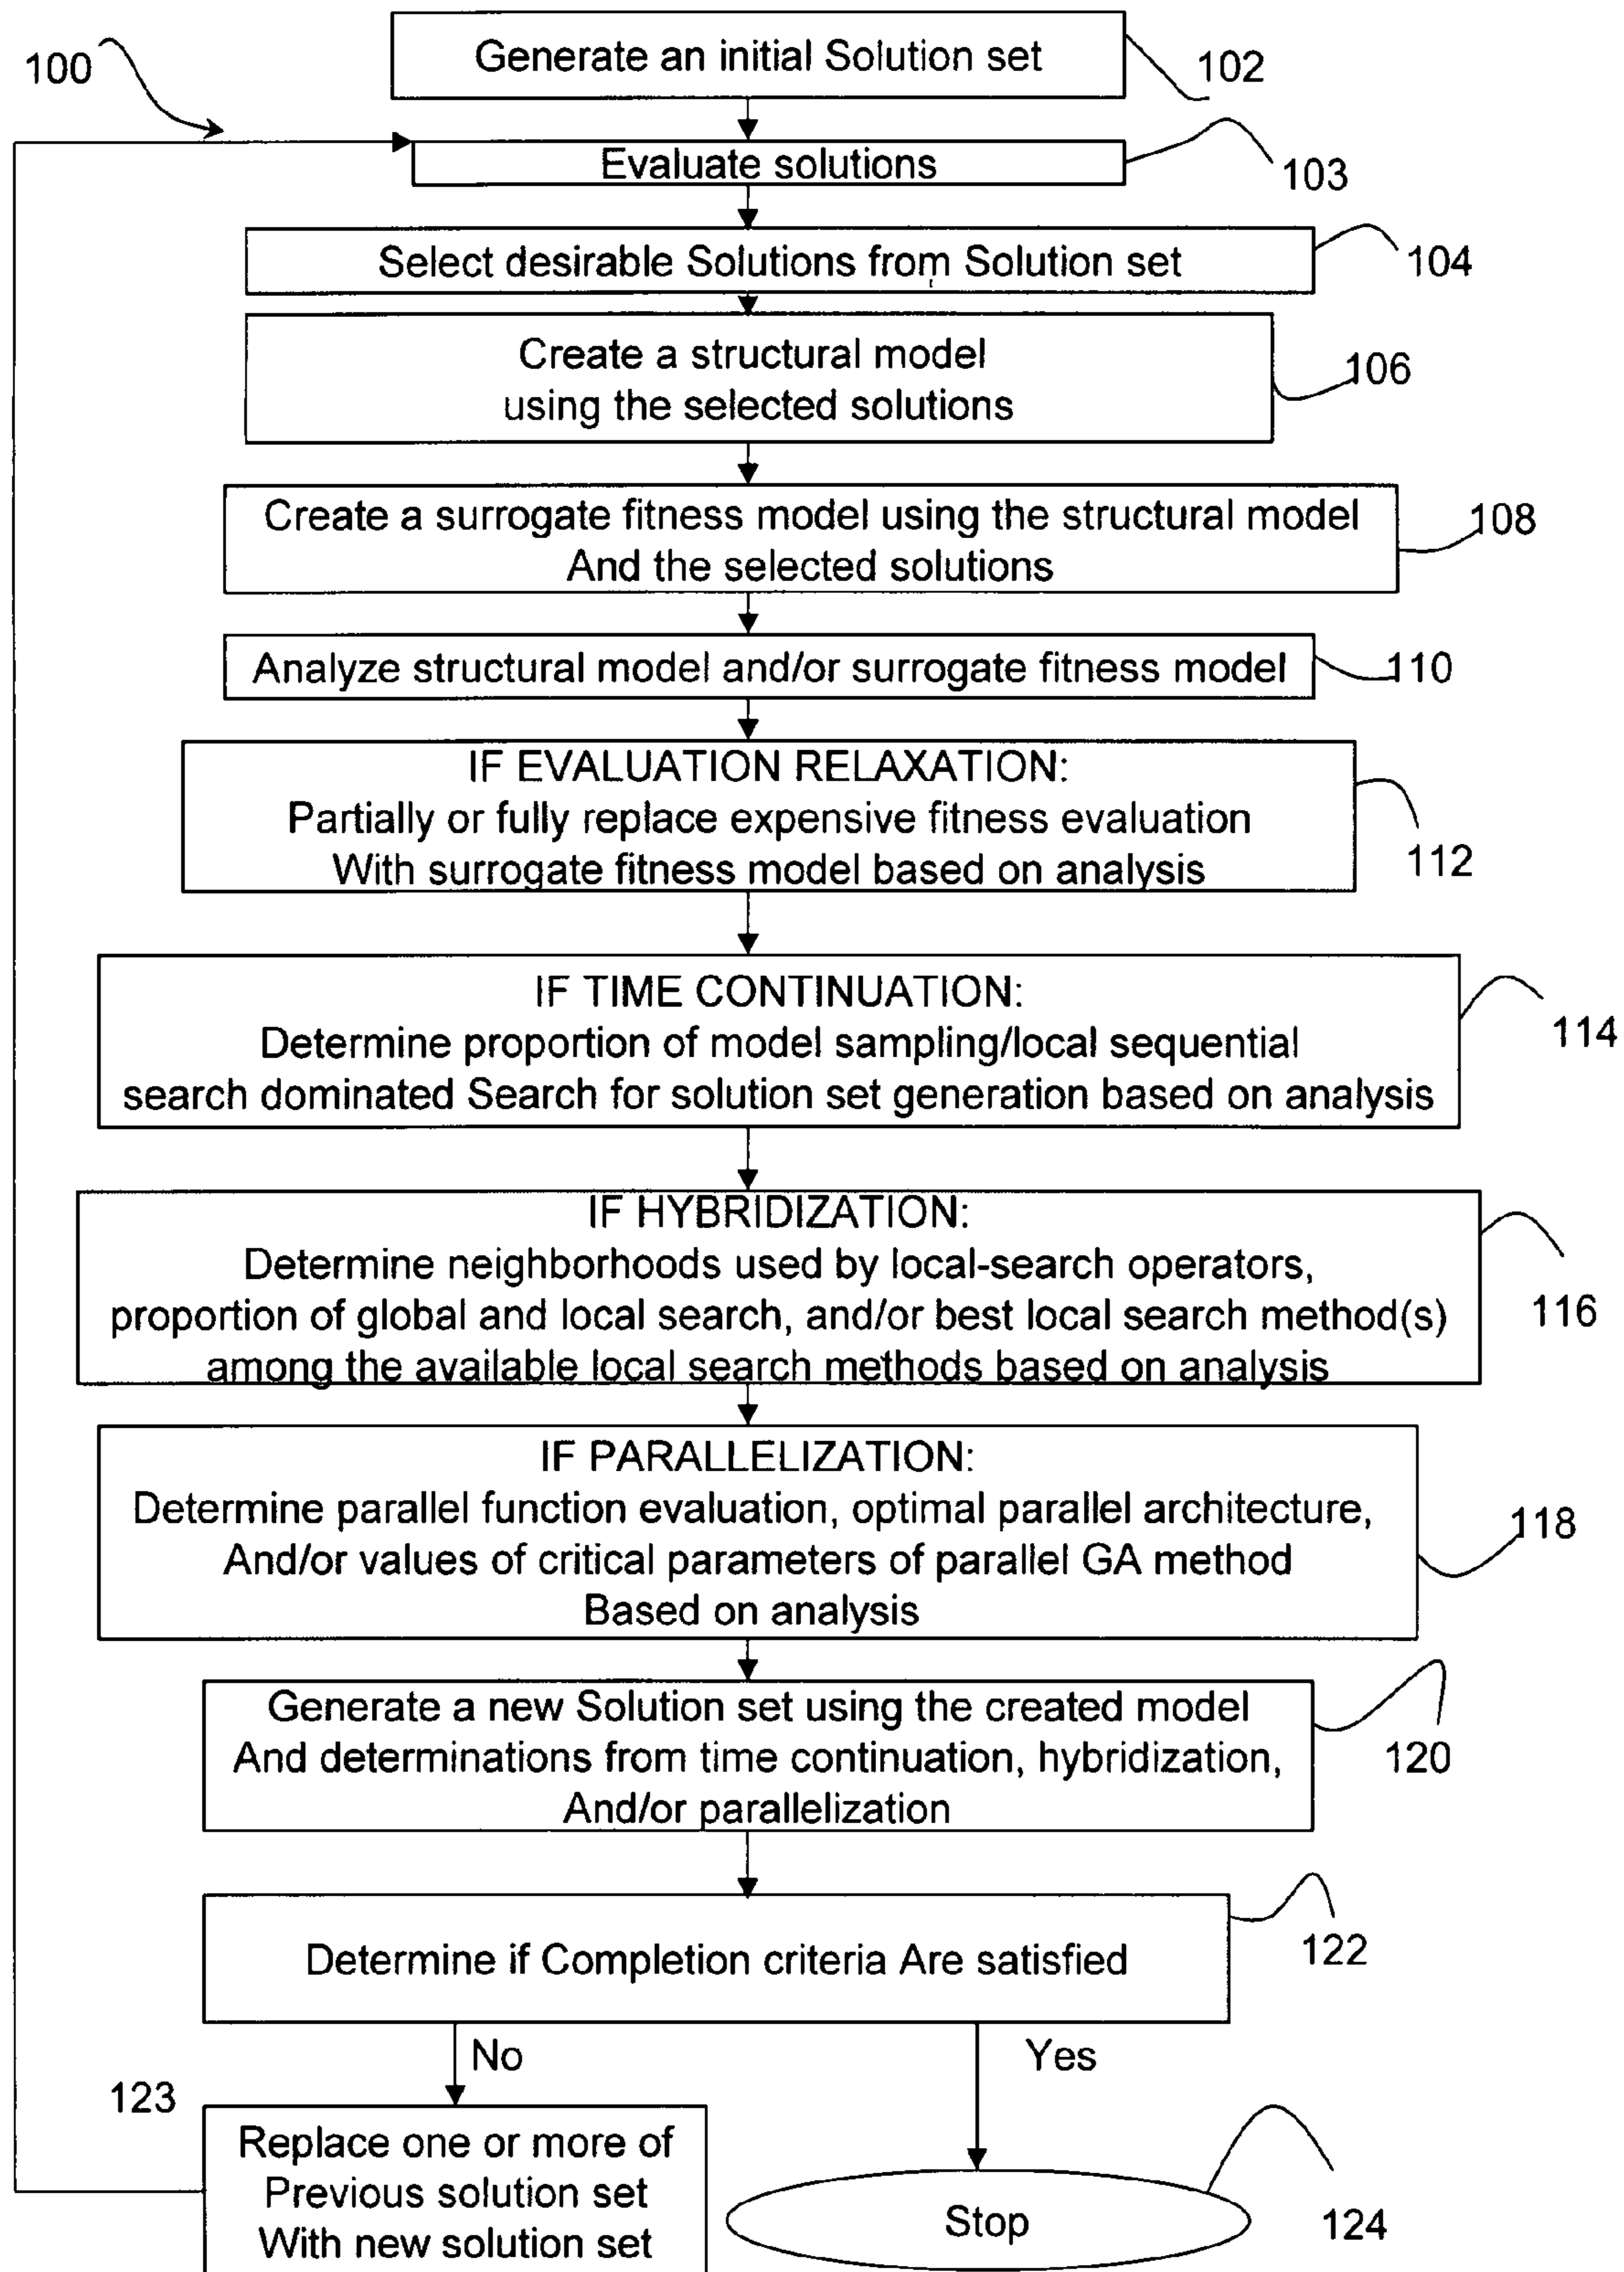 100
Generate an initial Solution set
102
Evaluate solutions
103
Select desirable Solutions from Solution set
104
Create a structural model
using the selected solutions
106
Create a surrogate fitness model using the structural model
And the selected solutions
108
Analyze structural model and/or surrogate fitness model
110
IF EVALUATION RELAXATION:
Partially or fully replace expensive fitness evaluation
With surrogate fitness model based on analysis
112
IF TIME CONTINUATION:
Determine proportion of model sampling/local sequential
search dominated Search for solution set generation based on analysis
114
IF HYBRIDIZATION:
Determine neighborhoods used by local-search operators,
proportion of global and local search, and/or best local search method(s)
among the available local search methods based on analysis
116
IF PARALLELIZATION:
Determine parallel function evaluation, optimal parallel architecture,
And/or values of critical parameters of parallel GA method
Based on analysis
118
Generate a new Solution set using the created model
And determinations from time continuation, hybridization,
And/or parallelization
120
Determine if Completion criteria Are satisfied
122
No
Yes
123
Replace one or more of
Previous solution set
With new solution set
Stop
124